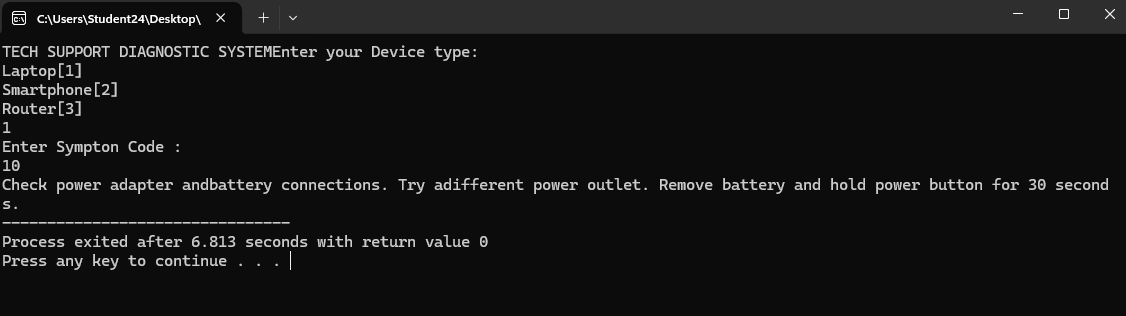 C:\Users\Student24\Desktop\
TECH SUPPORT DIAGNOSTIC SYSTEMEnter your Device type:
Laptop[1]
Smartphone[2]
Router[3]
1
Enter Sympton Code :
10
Check power adapter andbattery connections. Try adifferent power outlet. Remove battery and hold power button for 30 second
s.
--------------------------------
Process exited after 6.813 seconds with return value 0
Press any key to continue . . .